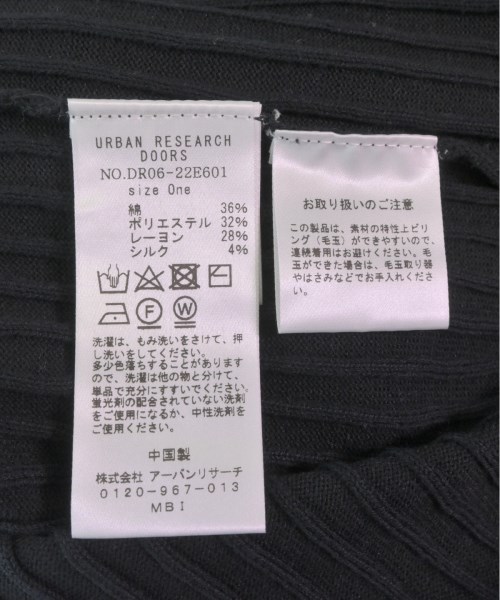 URBAN RESEARCH
DOORS
NO.DR06-22E601
size One
綿 36%
ポリエステル 32%
レーヨン 28%
シルク 4%
F
W
洗濯は、もみ洗いをさけて、押
し洗いをしてください。
多少色落ちすることがあります
ので、洗濯は他の物と分けて、
単品で充分にすすいでください。
蛍光剤の配合されていない洗剤
をご使用になるか、中性洗剤を
ご使用ください。
中国製
株式会社 アーバンリサーチ
0120-967-013
MBI
お取り扱いのご注意
この製品は、素材の特性上ピリ
ング（毛玉）ができやすいので、
連続着用はお避けください。毛
玉ができた場合は、毛玉取り器
やはさみなどでお手入れくださ
い。